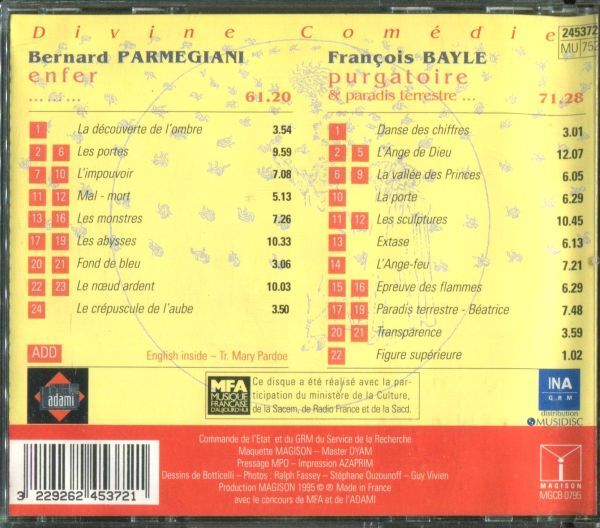 Divine Comédie
245372
MU 752
Bernard PARMEGIANI
enfer
......... 61.20
1 La découverte de l'ombre 3.54
2 6 Les portes 9.59
7 10 L'impouvoir 7.08
11 12 Mal - mort 5.13
13 16 Les monstres 7.26
17 19 Les abysses 10.33
20 21 Fond de bleu 3.06
22 23 Le nœud ardent 10.03
24 Le crépuscule de l'aube 3.50
François BAYLE
purgatoire
& paradis terrestre ... 71.28
1 Danse des chiffres 3.01
2 5 L'Ange de Dieu 12.07
6 9 La vallée des Princes 6.05
10 La porte 6.29
11 12 Les sculptures 10.45
13 Extase 6.13
14 L'Ange-feu 7.21
15 16 Epreuve des flammes 6.29
17 19 Paradis terrestre - Béatrice 7.48
20 21 Transparence 3.59
22 Figure supérieure 1.02
ADD English inside – Tr. Mary Pardoe
adami
MFA
MUSIQUE
FRANÇAISE
D'AUJOURD'HUI
Ce disque a été réalisé avec la par-
ticipation du ministère de la Culture,
de la Sacem, de Radio France et de la Sacd.
INA
G R M
distribution
MUSIDISC
3 229262 453721
Commande de l'Etat et du GRM du Service de la Recherche
Maquette MAGISON – Master DYAM
Pressage MPO – Impression AZAPRIM
Dessins de Botticelli - Photos : Ralph Fassey – Stéphane Ouzounoff – Guy Vivien
Production MAGISON 1995 © ℗ Made in France
avec le concours de MFA et de l'ADAMI
MAGISON
MGCB 0795